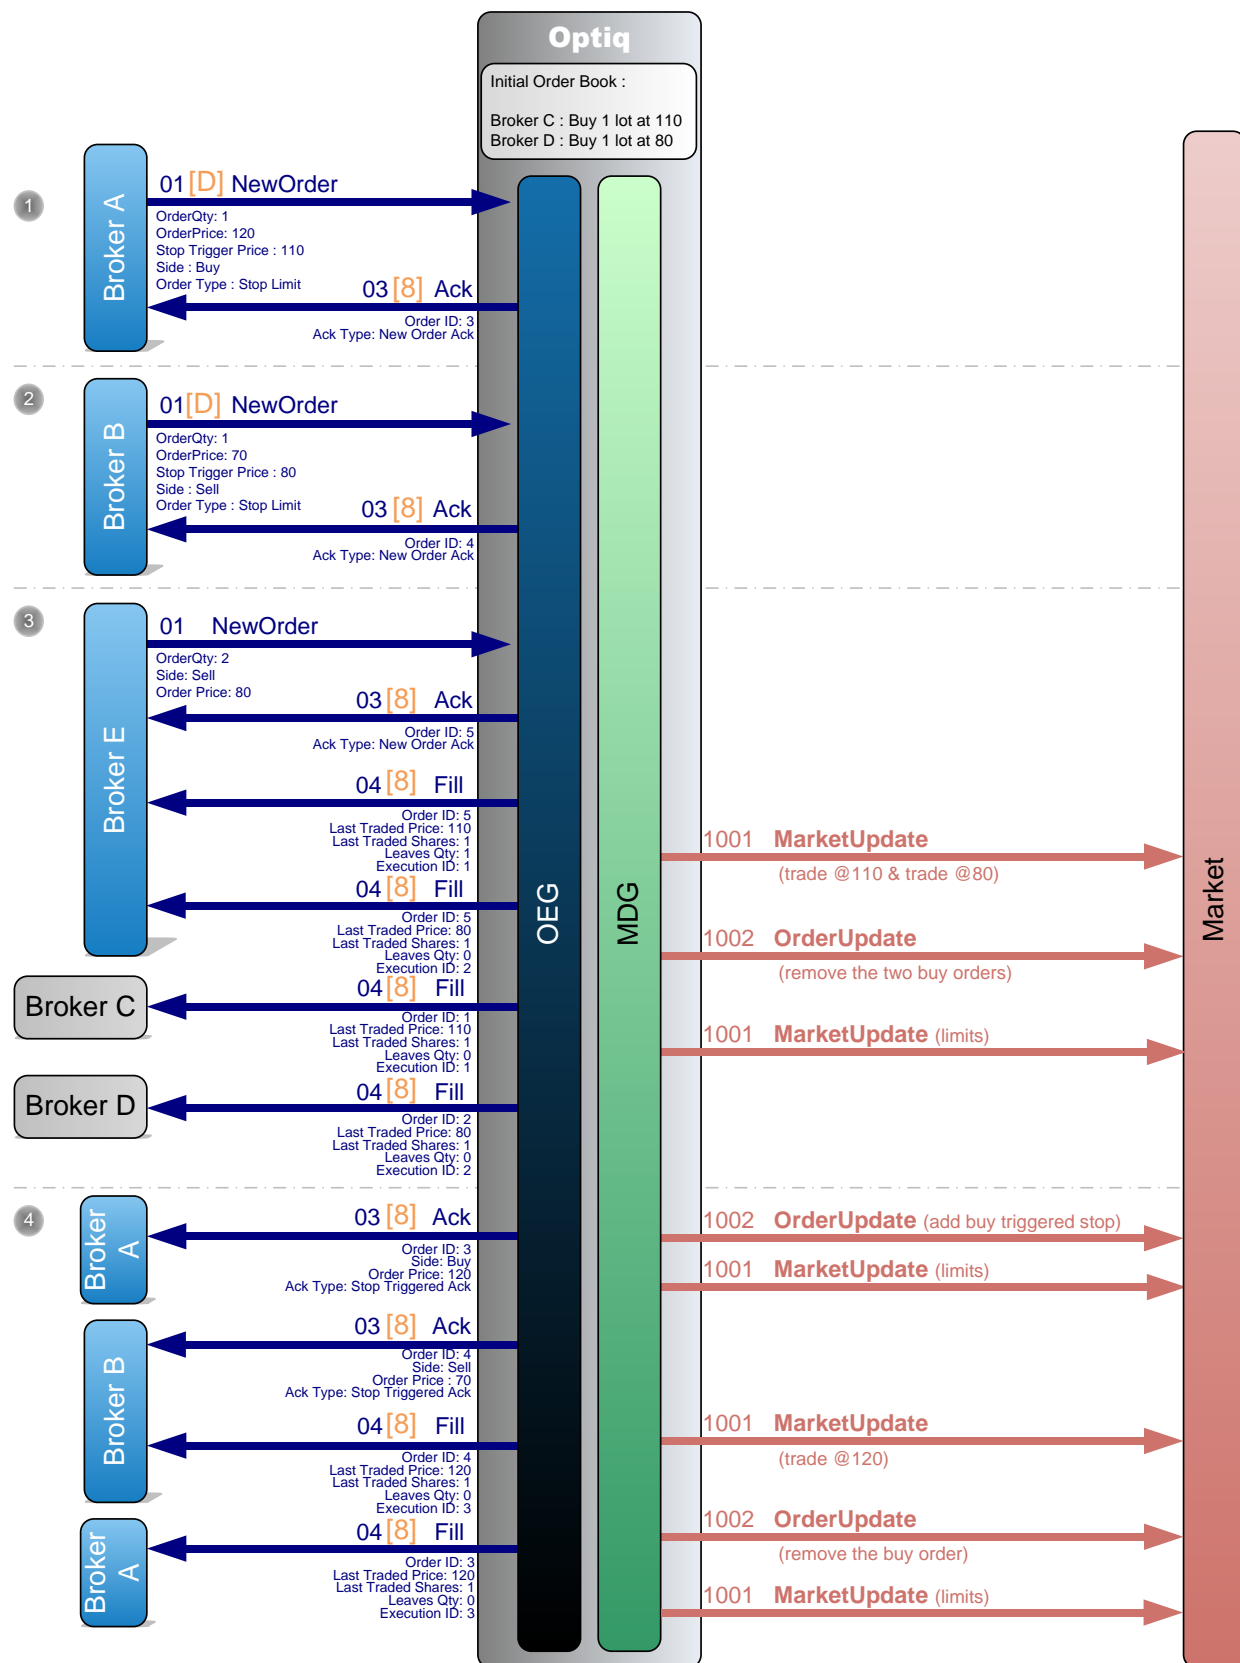 Optiq
Initial Order Book :
Broker C : Buy 1 lot at 110
Broker D : Buy 1 lot at 80
OEG
MDG
Market
1
Broker A
01 [D] NewOrder
OrderQty: 1
OrderPrice: 120
Stop Trigger Price : 110
Side : Buy
Order Type : Stop Limit
03 [8] Ack
Order ID: 3
Ack Type: New Order Ack
2
Broker B
01 [D] NewOrder
OrderQty: 1
OrderPrice: 70
Stop Trigger Price : 80
Side : Sell
Order Type : Stop Limit
03 [8] Ack
Order ID: 4
Ack Type: New Order Ack
3
Broker E
01 NewOrder
OrderQty: 2
Side: Sell
Order Price: 80
03 [8] Ack
Order ID: 5
Ack Type: New Order Ack
04 [8] Fill
Order ID: 5
Last Traded Price: 110
Last Traded Shares: 1
Leaves Qty: 1
Execution ID: 1
1001 MarketUpdate
(trade @110 & trade @80)
04 [8] Fill
Order ID: 5
Last Traded Price: 80
Last Traded Shares: 1
Leaves Qty: 0
Execution ID: 2
1002 OrderUpdate
(remove the two buy orders)
Broker C
04 [8] Fill
Order ID: 1
Last Traded Price: 110
Last Traded Shares: 1
Leaves Qty: 0
Execution ID: 1
1001 MarketUpdate (limits)
Broker D
04 [8] Fill
Order ID: 2
Last Traded Price: 80
Last Traded Shares: 1
Leaves Qty: 0
Execution ID: 2
4
Broker
A
03 [8] Ack
Order ID: 3
Side: Buy
Order Price: 120
Ack Type: Stop Triggered Ack
1002 OrderUpdate (add buy triggered stop)
1001 MarketUpdate (limits)
Broker B
03 [8] Ack
Order ID: 4
Side: Sell
Order Price : 70
Ack Type: Stop Triggered Ack
04 [8] Fill
Order ID: 4
Last Traded Price: 120
Last Traded Shares: 1
Leaves Qty: 0
Execution ID: 3
1001 MarketUpdate
(trade @120)
Broker
A
04 [8] Fill
Order ID: 3
Last Traded Price: 120
Last Traded Shares: 1
Leaves Qty: 0
Execution ID: 3
1002 OrderUpdate
(remove the buy order)
1001 MarketUpdate (limits)